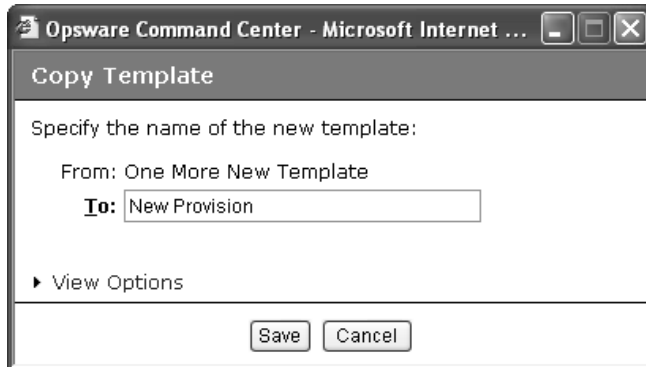 Opsware Command Center - Microsoft Internet ...
Copy Template
Specify the name of the new template:
From: One More New Template
To: New Provision
View Options
Save Cancel